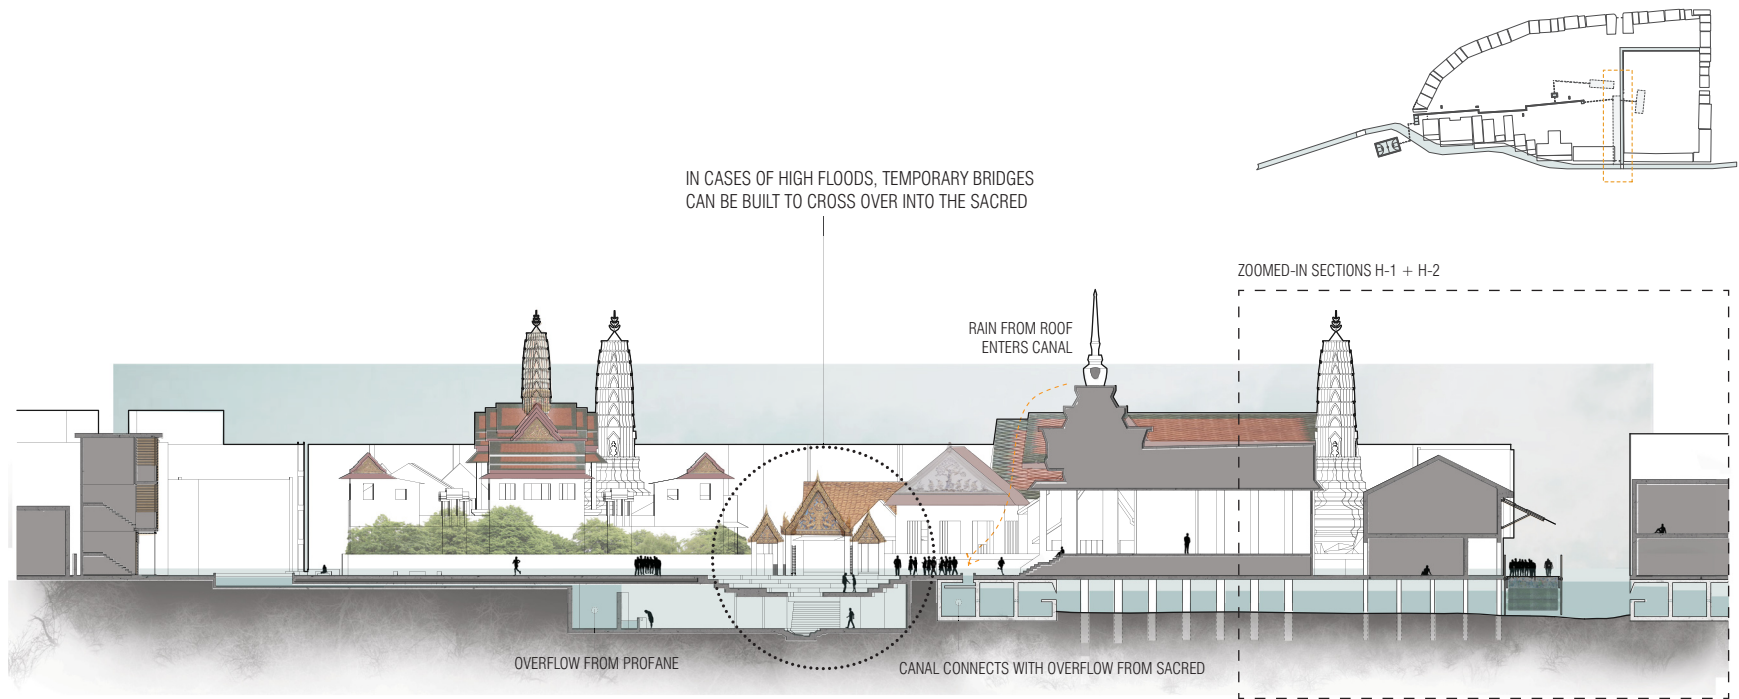 IN CASES OF HIGH FLOODS, TEMPORARY BRIDGES
CAN BE BUILT TO CROSS OVER INTO THE SACRED
ZOOMED-IN SECTIONS H-1 + H-2
RAIN FROM ROOF
ENTERS CANAL
OVERFLOW FROM PROFANE
CANAL CONNECTS WITH OVERFLOW FROM SACRED